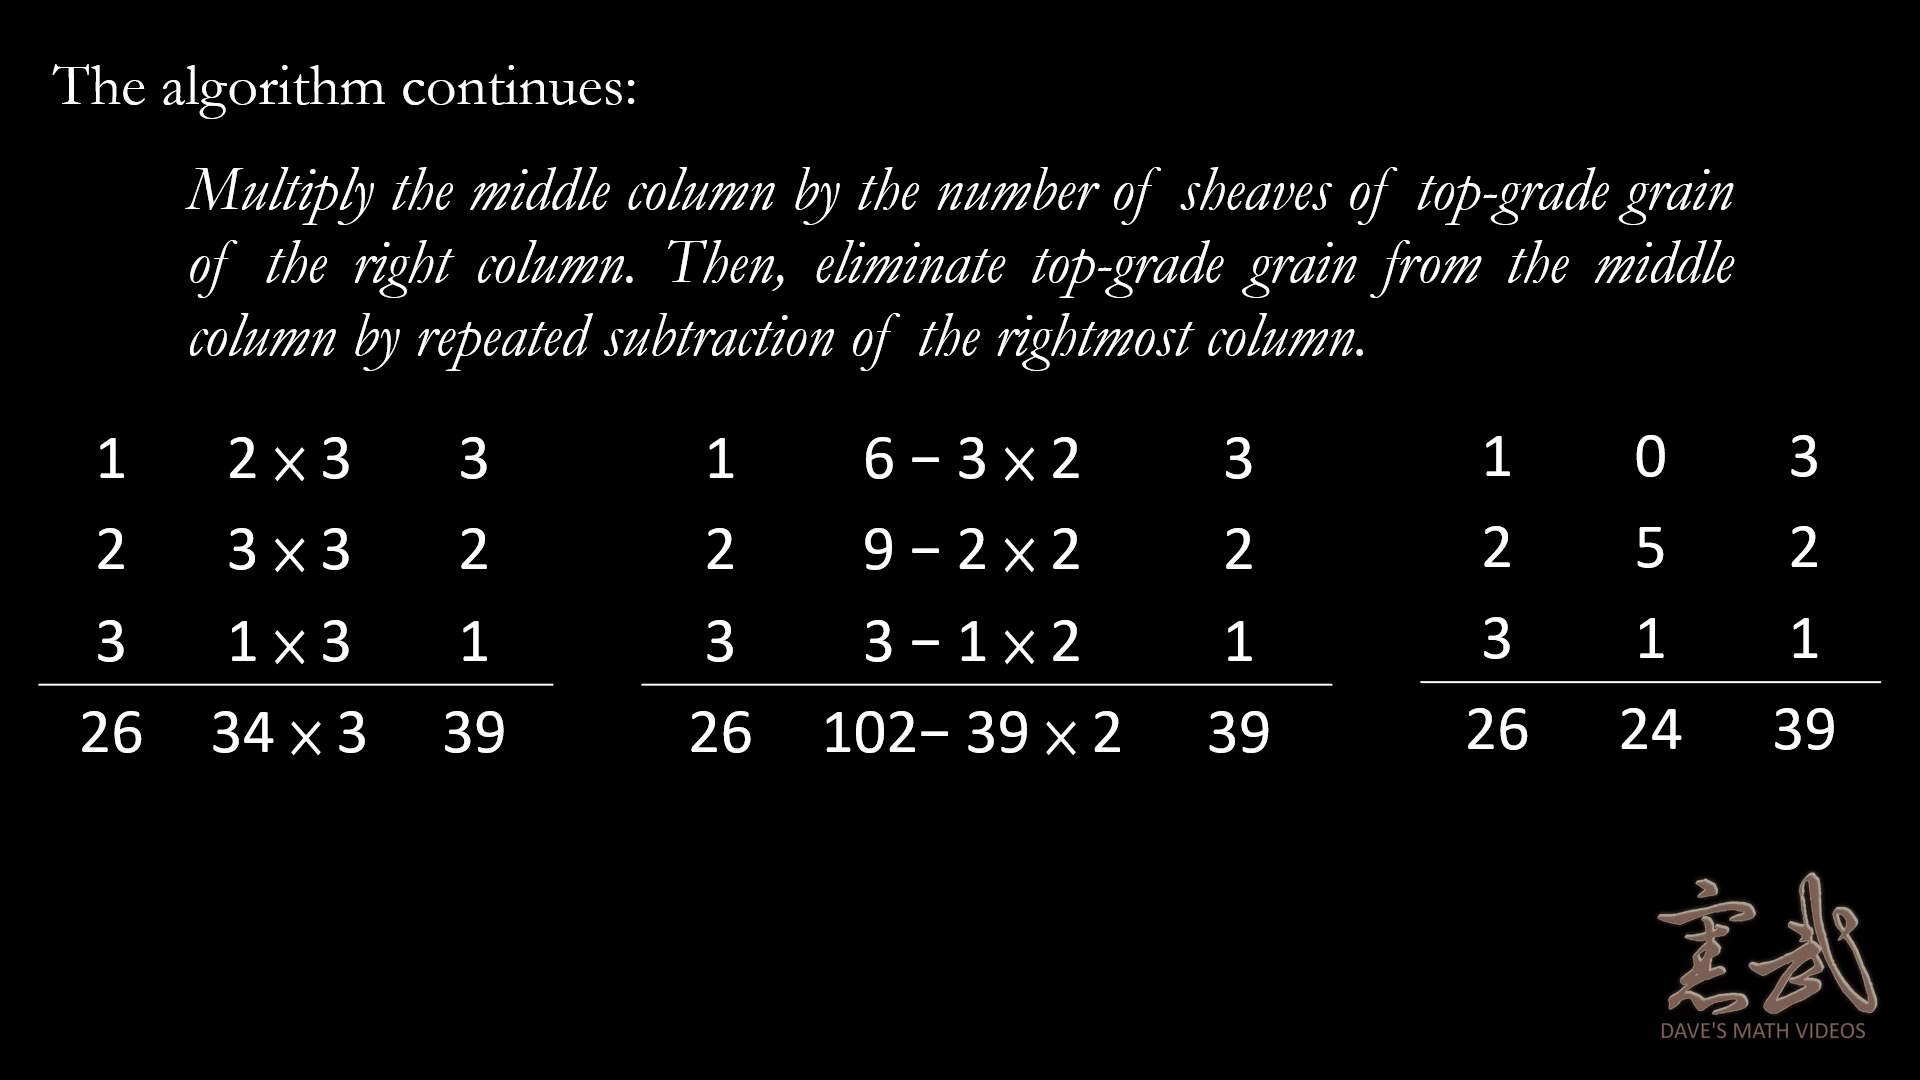 The algorithm continues:
Multiply the middle column by the number of sheaves of top-grade grain
of the right column. Then, eliminate top-grade grain from the middle
column by repeated subtraction of the rightmost column.
1 2 × 3 3 1 6 − 3 × 2 3 1 0 3
2 3 × 3 2 2 9 − 2 × 2 2 2 5 2
3 1 × 3 1 3 3 − 1 × 2 1 3 1 1
26 34 × 3 39 26 102− 39 × 2 39 26 24 39
DAVE'S MATH VIDEOS